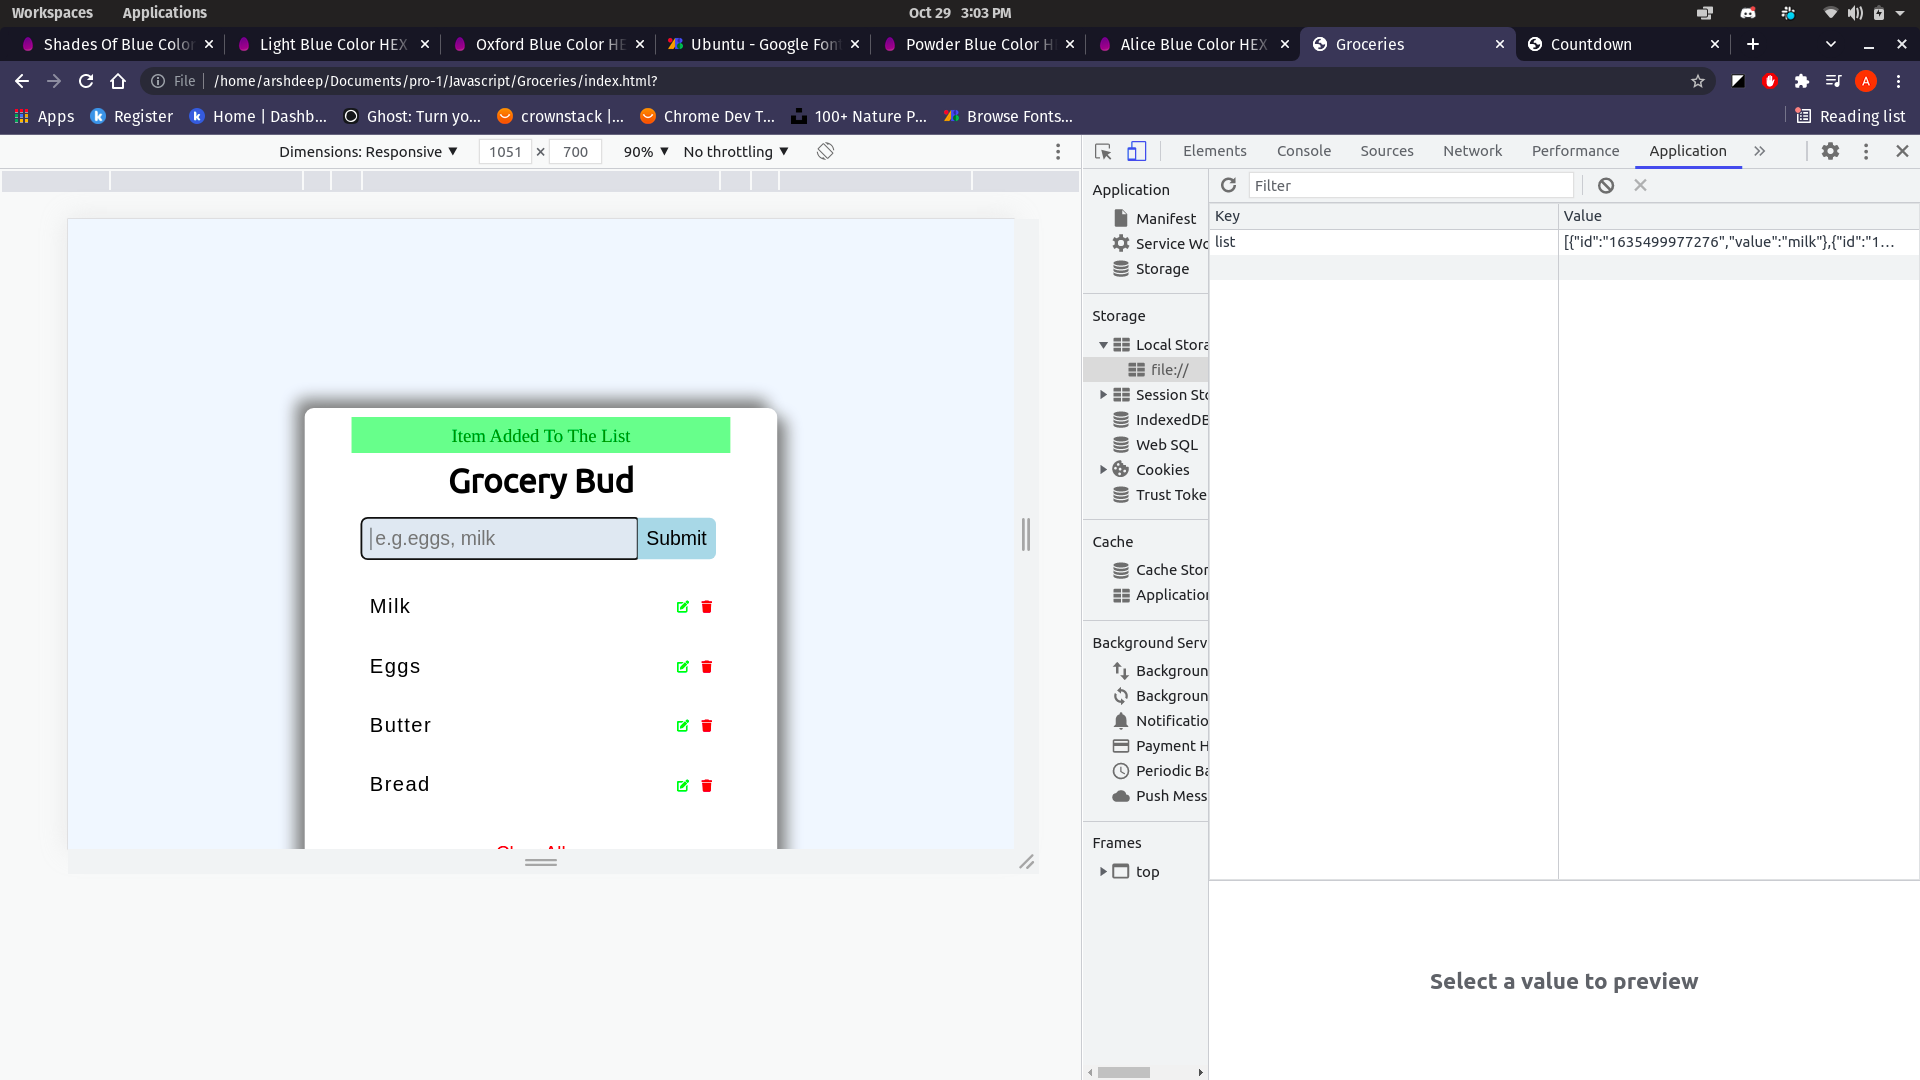 Workspaces Applications Oct 29 3:03 PM
Shades Of Blue Color Light Blue Color HEX Oxford Blue Color HE Ubuntu - Google Fon Powder Blue Color H Alice Blue Color HEX Groceries Countdown
File /home/arshdeep/Documents/pro-1/Javascript/Groceries/index.html? A
Apps Register Home | Dashb... Ghost: Turn yo... crownstack |... Chrome Dev T... 100+ Nature P... Browse Fonts... Reading list
Dimensions: Responsive ▼ 1051 × 700 90% ▼ No throttling ▼
Elements Console Sources Network Performance Application »
Application
Manifest
Service Wo
Storage
Storage
Local Stora
file://
Session Sto
IndexedDB
Web SQL
Cookies
Trust Toke
Cache
Cache Stor
Application
Background Serv
Backgroun
Backgroun
Notificatio
Payment H
Periodic Ba
Push Mess
Frames
top
Filter
Key Value
list [{"id":"1635499977276","value":"milk"},{"id":"1...
Select a value to preview
Item Added To The List
Grocery Bud
e.g.eggs, milk Submit
Milk
Eggs
Butter
Bread